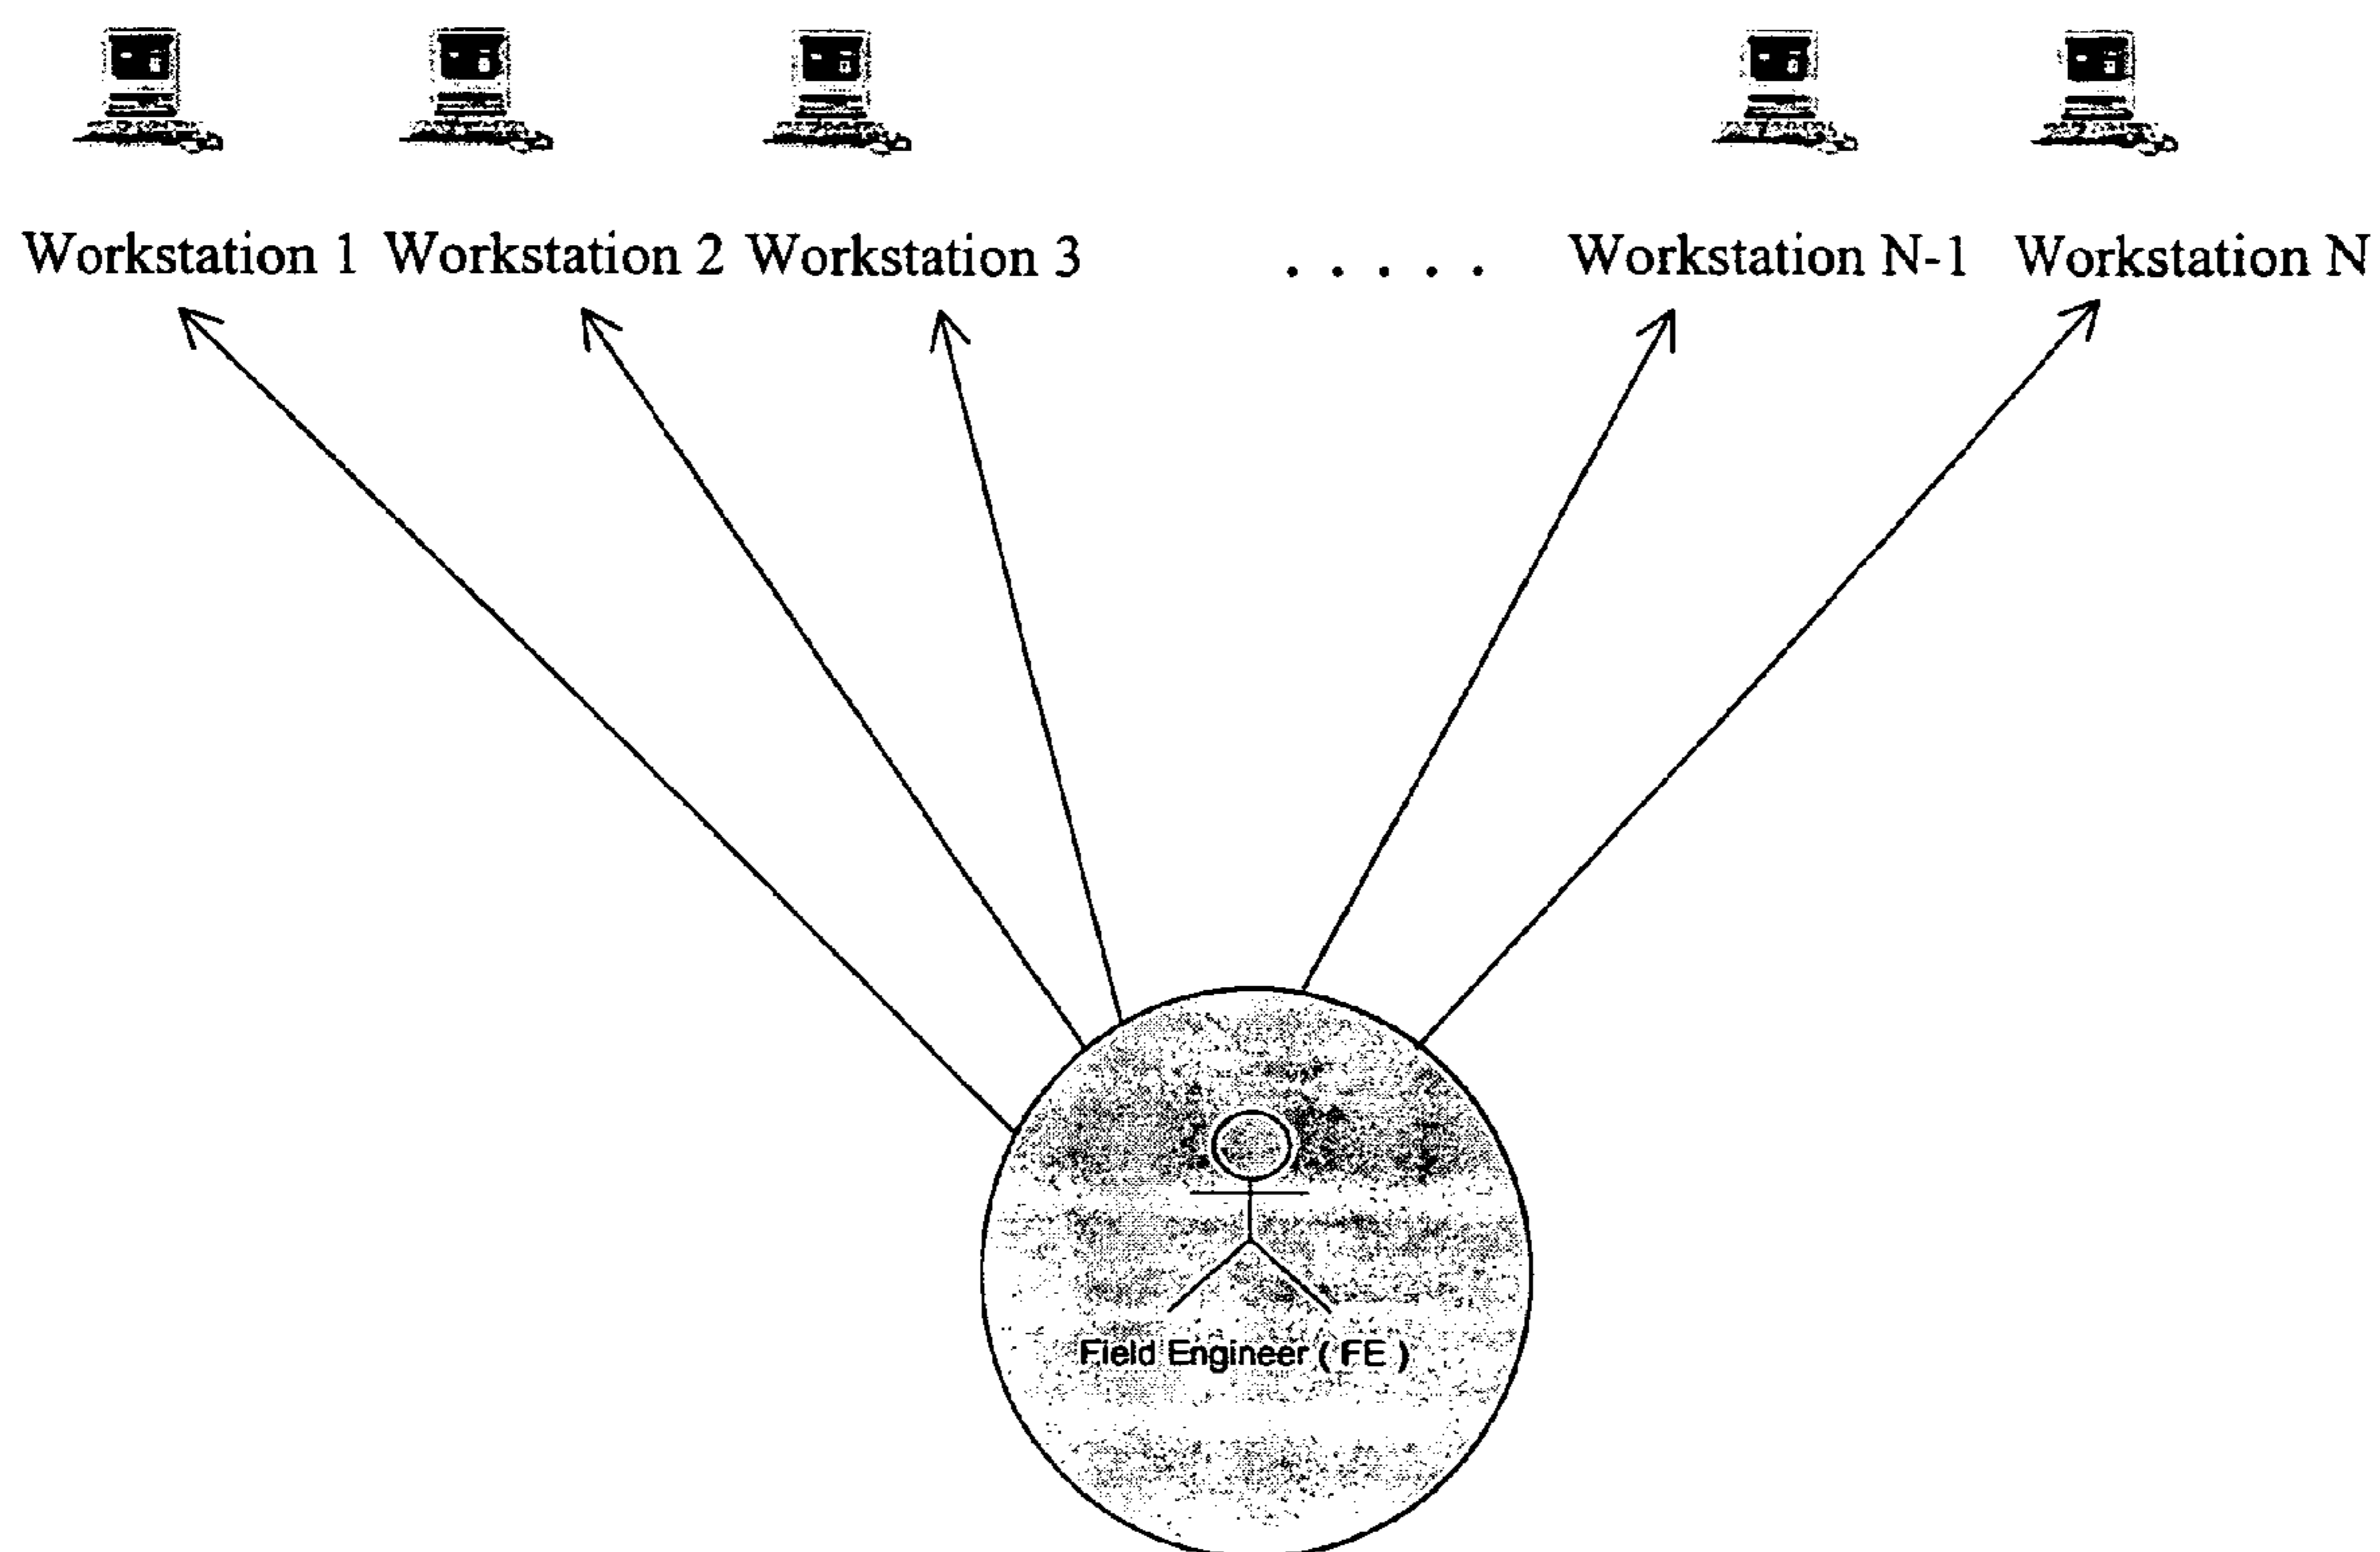 Workstation 1 Workstation 2 Workstation 3 . . . . . Workstation N-1 Workstation N
Field Engineer ( FE )